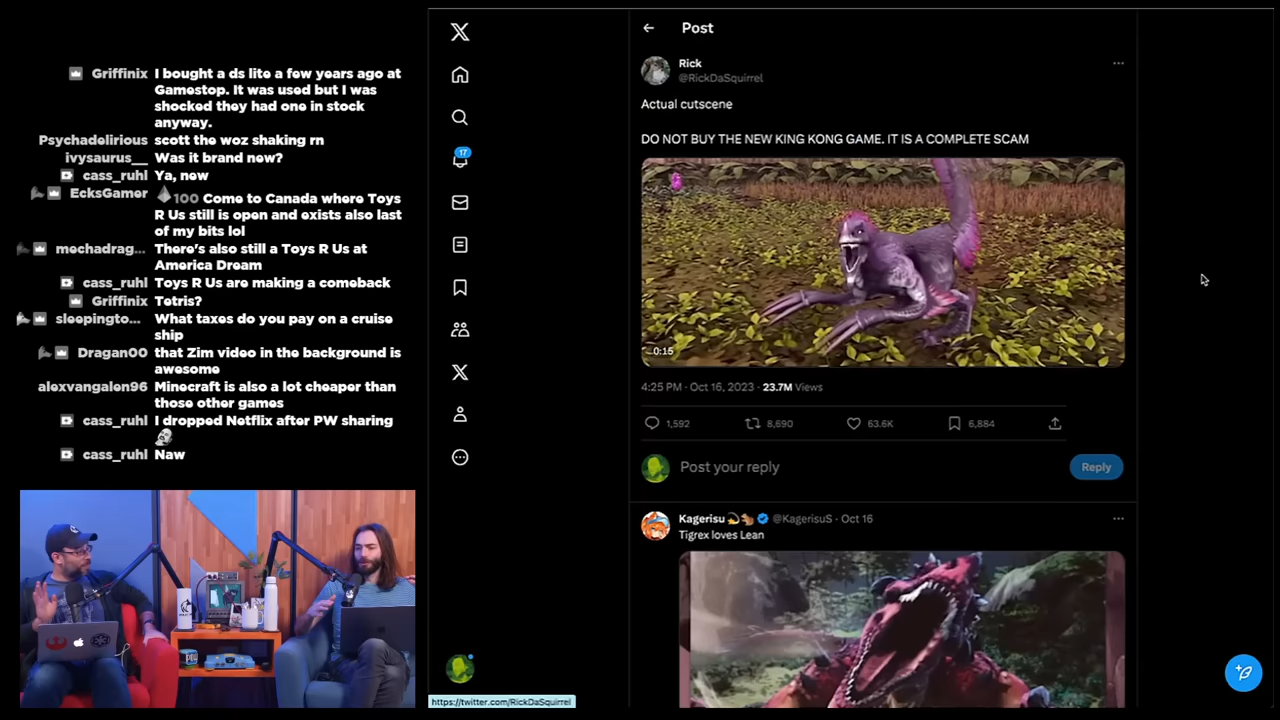 Griffinix I bought a ds lite a few years ago at
Gamestop. It was used but I was
shocked they had one in stock
anyway.
Psychadelirious scott the woz shaking rn
ivysaurus__ Was it brand new?
cass_ruhl Ya, new
EcksGamer 100 Come to Canada where Toys
R Us still is open and exists also last
of my bits lol
mechadrag... There's also still a Toys R Us at
America Dream
cass_ruhl Toys R Us are making a comeback
Griffinix Tetris?
sleepingto... What taxes do you pay on a cruise
ship
Dragan00 that Zim video in the background is
awesome
alexvangalen96 Minecraft is also a lot cheaper than
those other games
cass_ruhl I dropped Netflix after PW sharing
cass_ruhl Naw
17
Post
Rick
@RickDaSquirrel
Actual cutscene
DO NOT BUY THE NEW KING KONG GAME. IT IS A COMPLETE SCAM
0:15
4:25 PM · Oct 16, 2023 · 23.7M Views
1,592 8,690 63.6K 6,884
Post your reply
Reply
Kagerisu @KagerisuS · Oct 16
Tigrex loves Lean
https://twitter.com/RickDaSquirrel